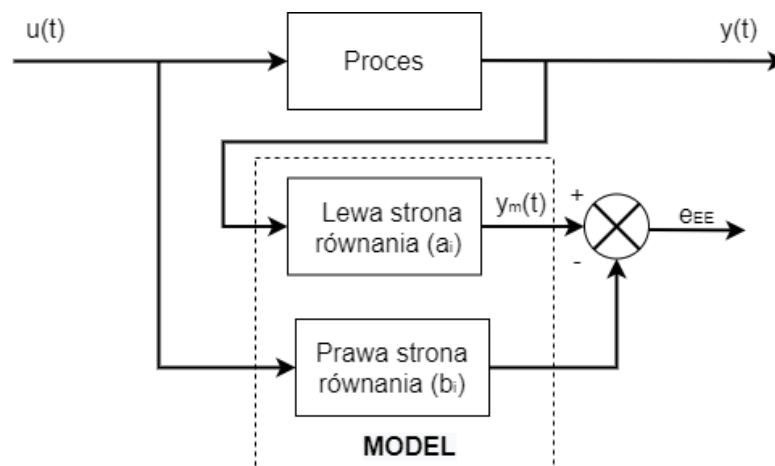 u(t)
Proces
y(t)
Lewa strona
równania (aᵢ)
yₘ(t)
+
-
eEE
Prawa strona
równania (bᵢ)
MODEL